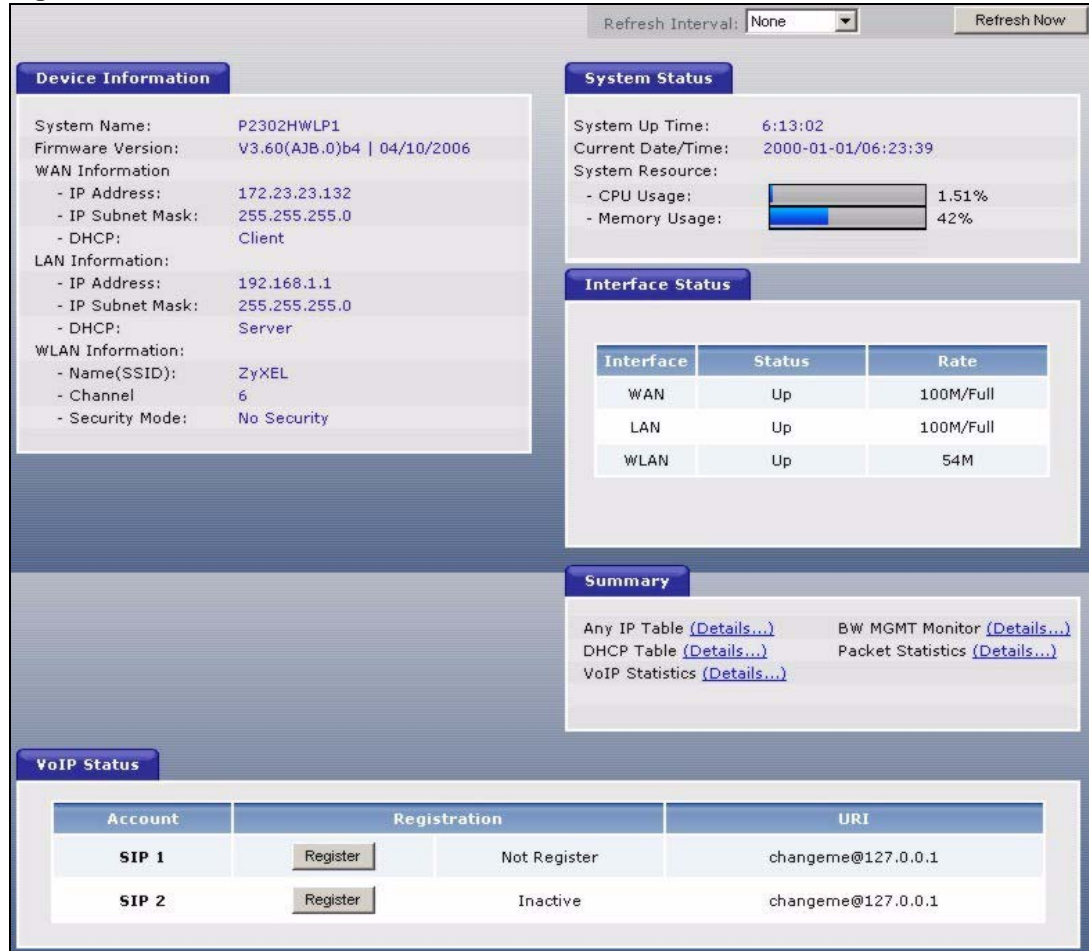 Refresh Interval: None Refresh Now
Device Information
System Name: P2302HWLP1
Firmware Version: V3.60(AJB.0)b4 | 04/10/2006
WAN Information
- IP Address: 172.23.23.132
- IP Subnet Mask: 255.255.255.0
- DHCP: Client
LAN Information:
- IP Address: 192.168.1.1
- IP Subnet Mask: 255.255.255.0
- DHCP: Server
WLAN Information:
- Name(SSID): ZyXEL
- Channel 6
- Security Mode: No Security
System Status
System Up Time: 6:13:02
Current Date/Time: 2000-01-01/06:23:39
System Resource:
- CPU Usage: 1.51%
- Memory Usage: 42%
Interface Status
Interface Status Rate
WAN Up 100M/Full
LAN Up 100M/Full
WLAN Up 54M
Summary
Any IP Table (Details...) BW MGMT Monitor (Details...)
DHCP Table (Details...) Packet Statistics (Details...)
VoIP Statistics (Details...)
VoIP Status
Account Registration URI
SIP 1 Register Not Register changeme@127.0.0.1
SIP 2 Register Inactive changeme@127.0.0.1